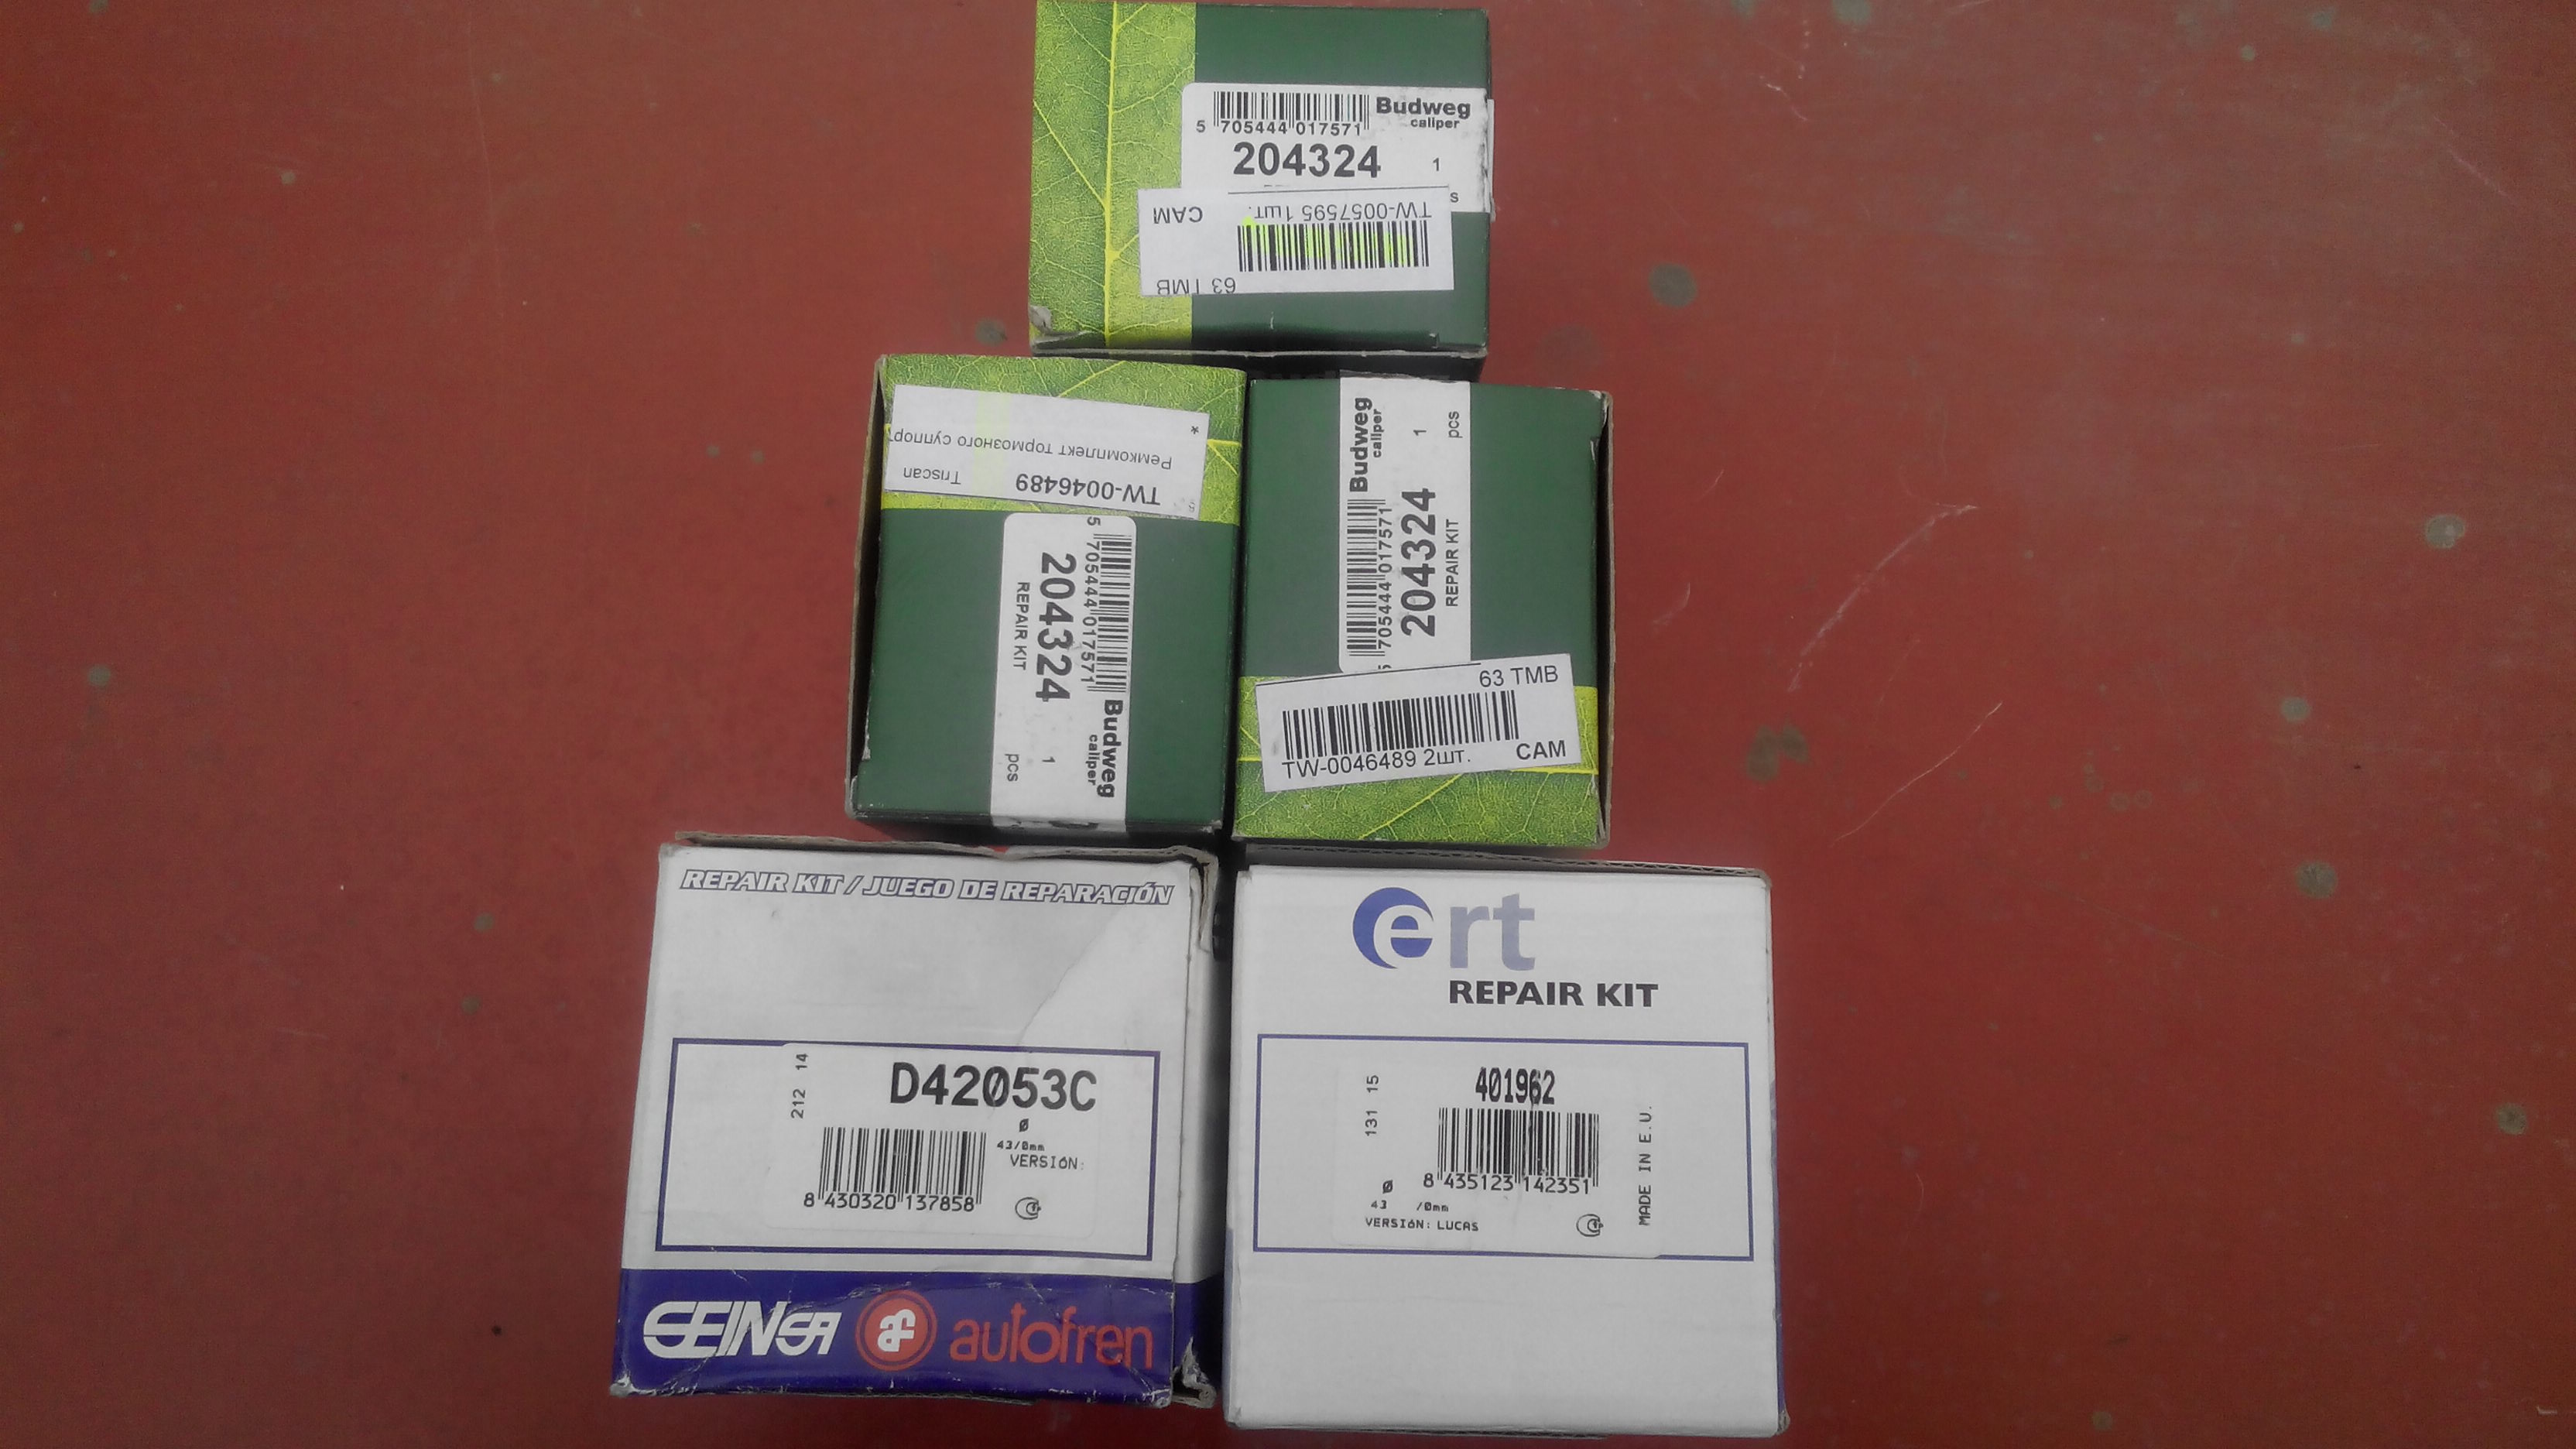 Budweg
caliper
5 705444 017571
204324 1
s
TW-0057595 1шт. CAM
63 TMB
TW-0046489 Triscan
Ремкомплект тормозного суппор
*
5 705444 017571 Budweg
caliper
204324 1
REPAIR KIT pcs
5 705444 017571 Budweg
caliper
204324 1
REPAIR KIT pcs
63 TMB
TW-0046489 2шт. CAM
REPAIR KIT / JUEGO DE REPARACIÓN
212 14
D42053C
Ø
43/0mm
VERSIÓN:
8 430320 137858
SEINSA autofren
ert
REPAIR KIT
131 15
401962
8 435123 142351
Ø
43 /0mm
VERSIÓN: LUCAS
MADE IN E.U.